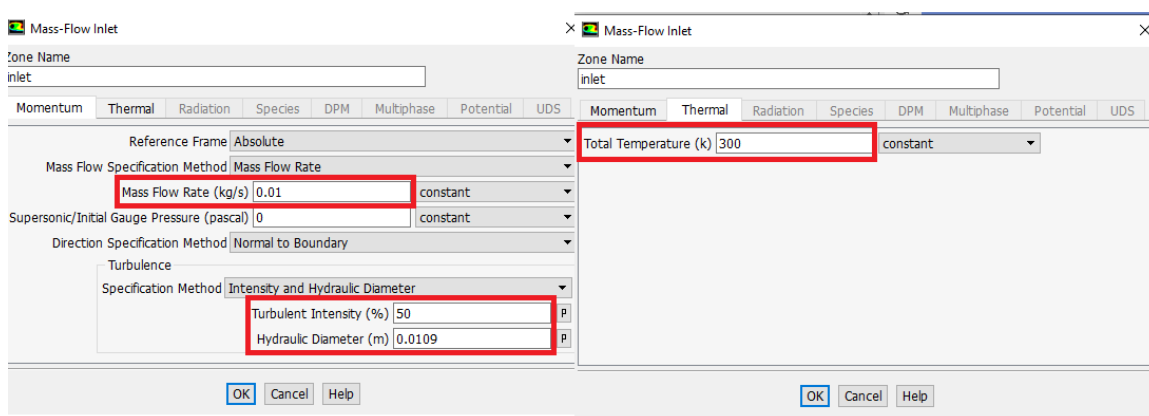 Mass-Flow Inlet
Zone Name
inlet
Momentum Thermal Radiation Species DPM Multiphase Potential UDS
Reference Frame Absolute
Mass Flow Specification Method Mass Flow Rate
Mass Flow Rate (kg/s) 0.01 constant
Supersonic/Initial Gauge Pressure (pascal) 0 constant
Direction Specification Method Normal to Boundary
Turbulence
Specification Method Intensity and Hydraulic Diameter
Turbulent Intensity (%) 50 P
Hydraulic Diameter (m) 0.0109 P
OK Cancel Help
Mass-Flow Inlet
Zone Name
inlet
Momentum Thermal Radiation Species DPM Multiphase Potential UDS
Total Temperature (k) 300 constant
OK Cancel Help